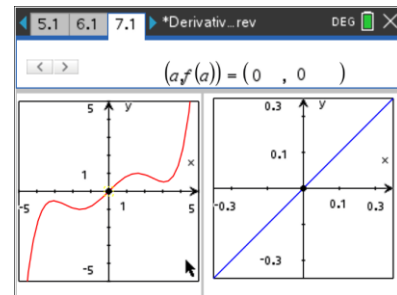 5.1 6.1 7.1 *Derivativ...rev DEG
(a,f(a)) = ( 0 , 0 )
5 y
1
x
-5 1 5
-5
0.3 y
0.1
x
-0.3 0.1 0.3
-0.3